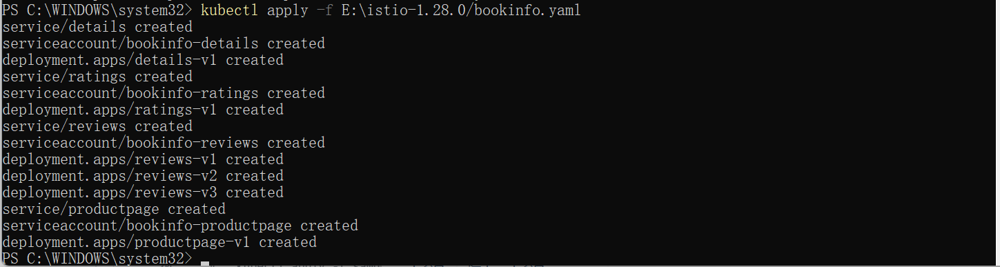 PS C:\WINDOWS\system32> kubectl apply -f E:\istio-1.28.0/bookinfo.yaml
service/details created
serviceaccount/bookinfo-details created
deployment.apps/details-v1 created
service/ratings created
serviceaccount/bookinfo-ratings created
deployment.apps/ratings-v1 created
service/reviews created
serviceaccount/bookinfo-reviews created
deployment.apps/reviews-v1 created
deployment.apps/reviews-v2 created
deployment.apps/reviews-v3 created
service/productpage created
serviceaccount/bookinfo-productpage created
deployment.apps/productpage-v1 created
PS C:\WINDOWS\system32>